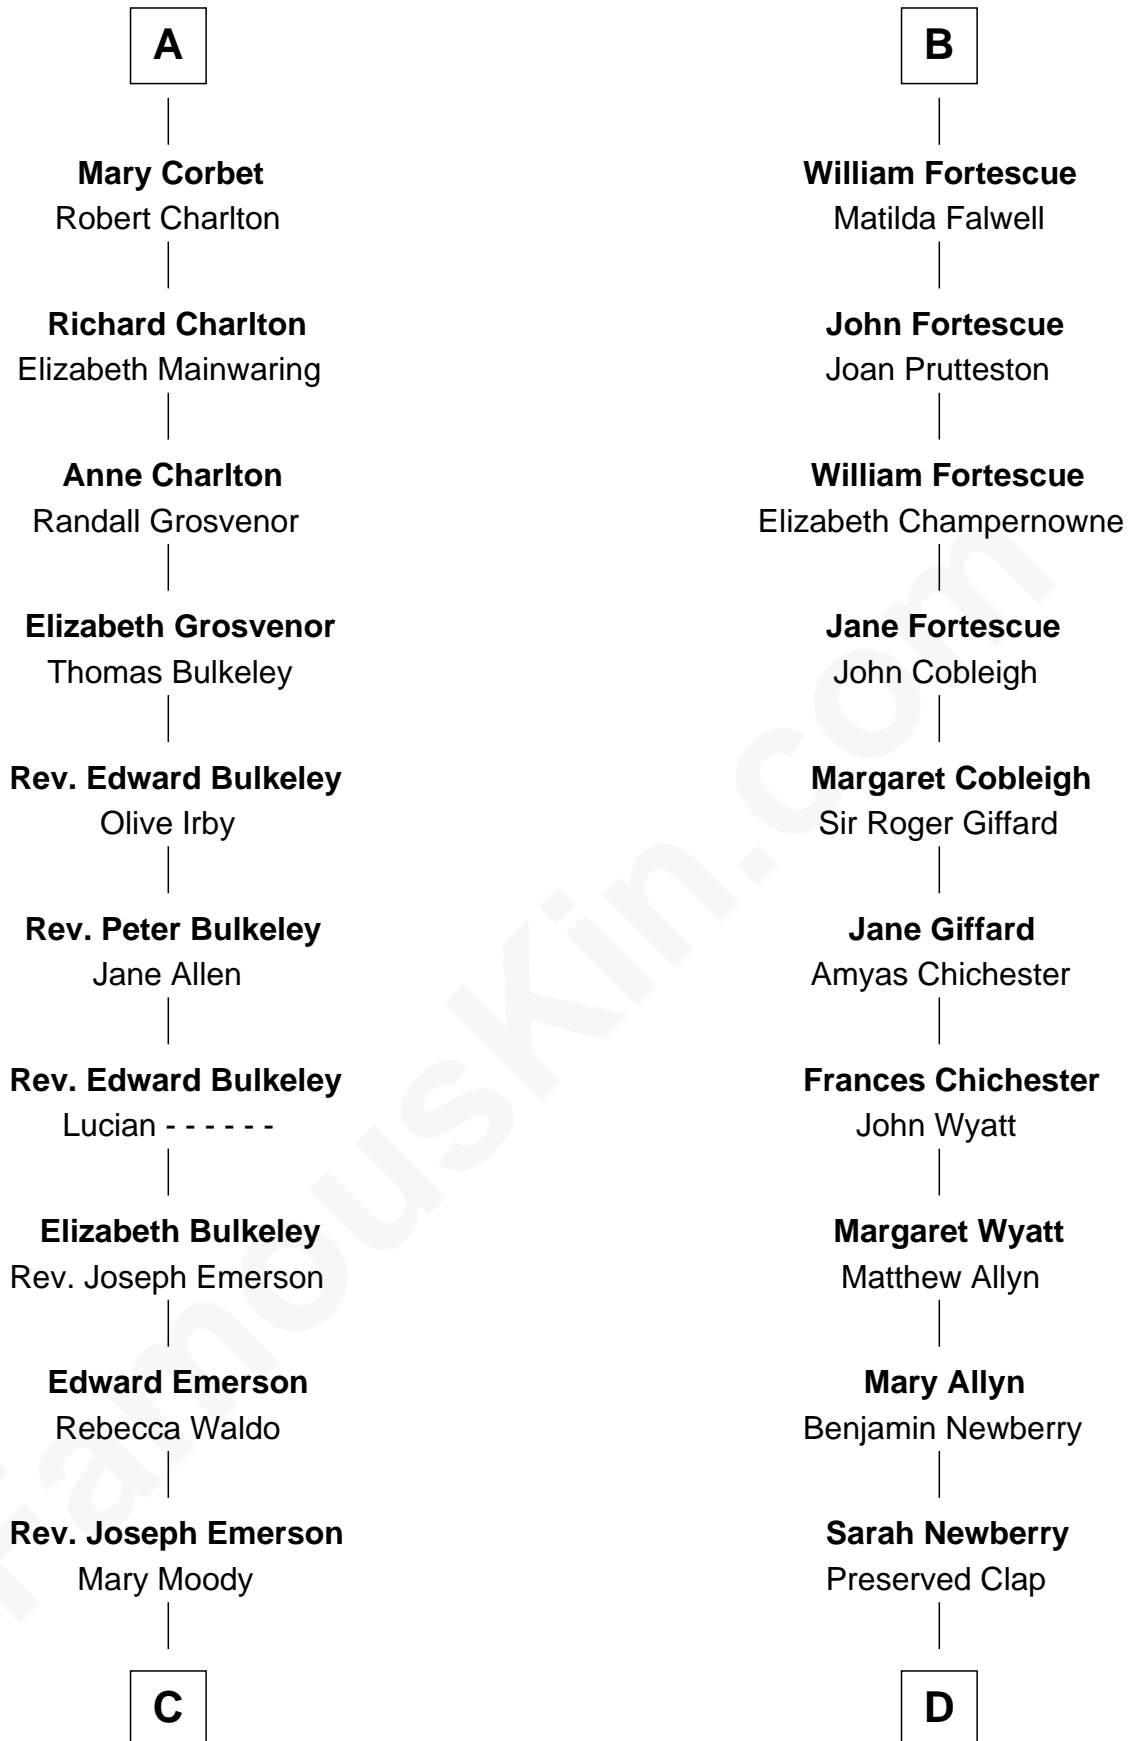 A
Mary Corbet
Robert Charlton
Richard Charlton
Elizabeth Mainwaring
Anne Charlton
Randall Grosvenor
Elizabeth Grosvenor
Thomas Bulkeley
Rev. Edward Bulkeley
Olive Irby
Rev. Peter Bulkeley
Jane Allen
Rev. Edward Bulkeley
Lucian - - - - - -
Elizabeth Bulkeley
Rev. Joseph Emerson
Edward Emerson
Rebecca Waldo
Rev. Joseph Emerson
Mary Moody
C
B
William Fortescue
Matilda Falwell
John Fortescue
Joan Prutteston
William Fortescue
Elizabeth Champernowne
Jane Fortescue
John Cobleigh
Margaret Cobleigh
Sir Roger Giffard
Jane Giffard
Amyas Chichester
Frances Chichester
John Wyatt
Margaret Wyatt
Matthew Allyn
Mary Allyn
Benjamin Newberry
Sarah Newberry
Preserved Clap
D
FamousKin.com